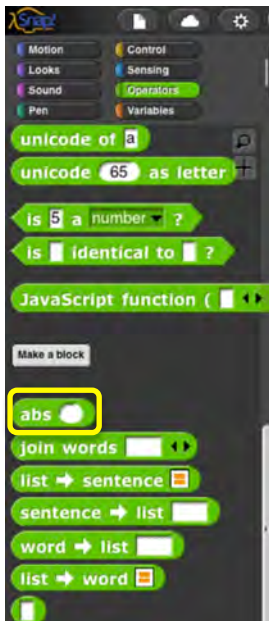 λSnap!
Motion Control
Looks Sensing
Sound Operators
Pen Variables
unicode of a
unicode 65 as letter
is 5 a number ?
is identical to ?
JavaScript function (
Make a block
abs
join words
list → sentence
sentence → list
word → list
list → word